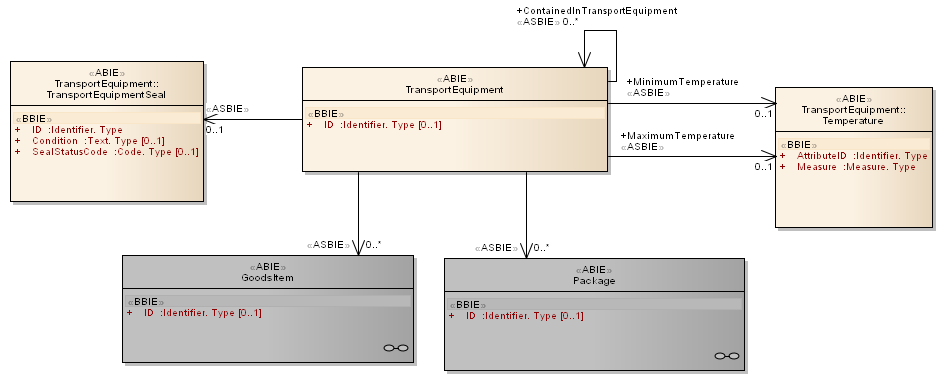 +ContainedInTransportEquipment
«ASBIE» 0..*
«ABIE»
TransportEquipment::
TransportEquipmentSeal
«BBIE»
+ ID :Identifier. Type
+ Condition :Text. Type [0..1]
+ SealStatusCode :Code. Type [0..1]
«ASBIE»
0..1
«ABIE»
TransportEquipment
«BBIE»
+ ID :Identifier. Type [0..1]
+MinimumTemperature
«ASBIE»
0..1
+MaximumTemperature
«ASBIE»
0..1
«ABIE»
TransportEquipment::
Temperature
«BBIE»
+ AttributeID :Identifier. Type
+ Measure :Measure. Type
«ASBIE» 0..*
«ASBIE» 0..*
«ABIE»
GoodsItem
«BBIE»
+ ID :Identifier. Type [0..1]
«ABIE»
Package
«BBIE»
+ ID :Identifier. Type [0..1]